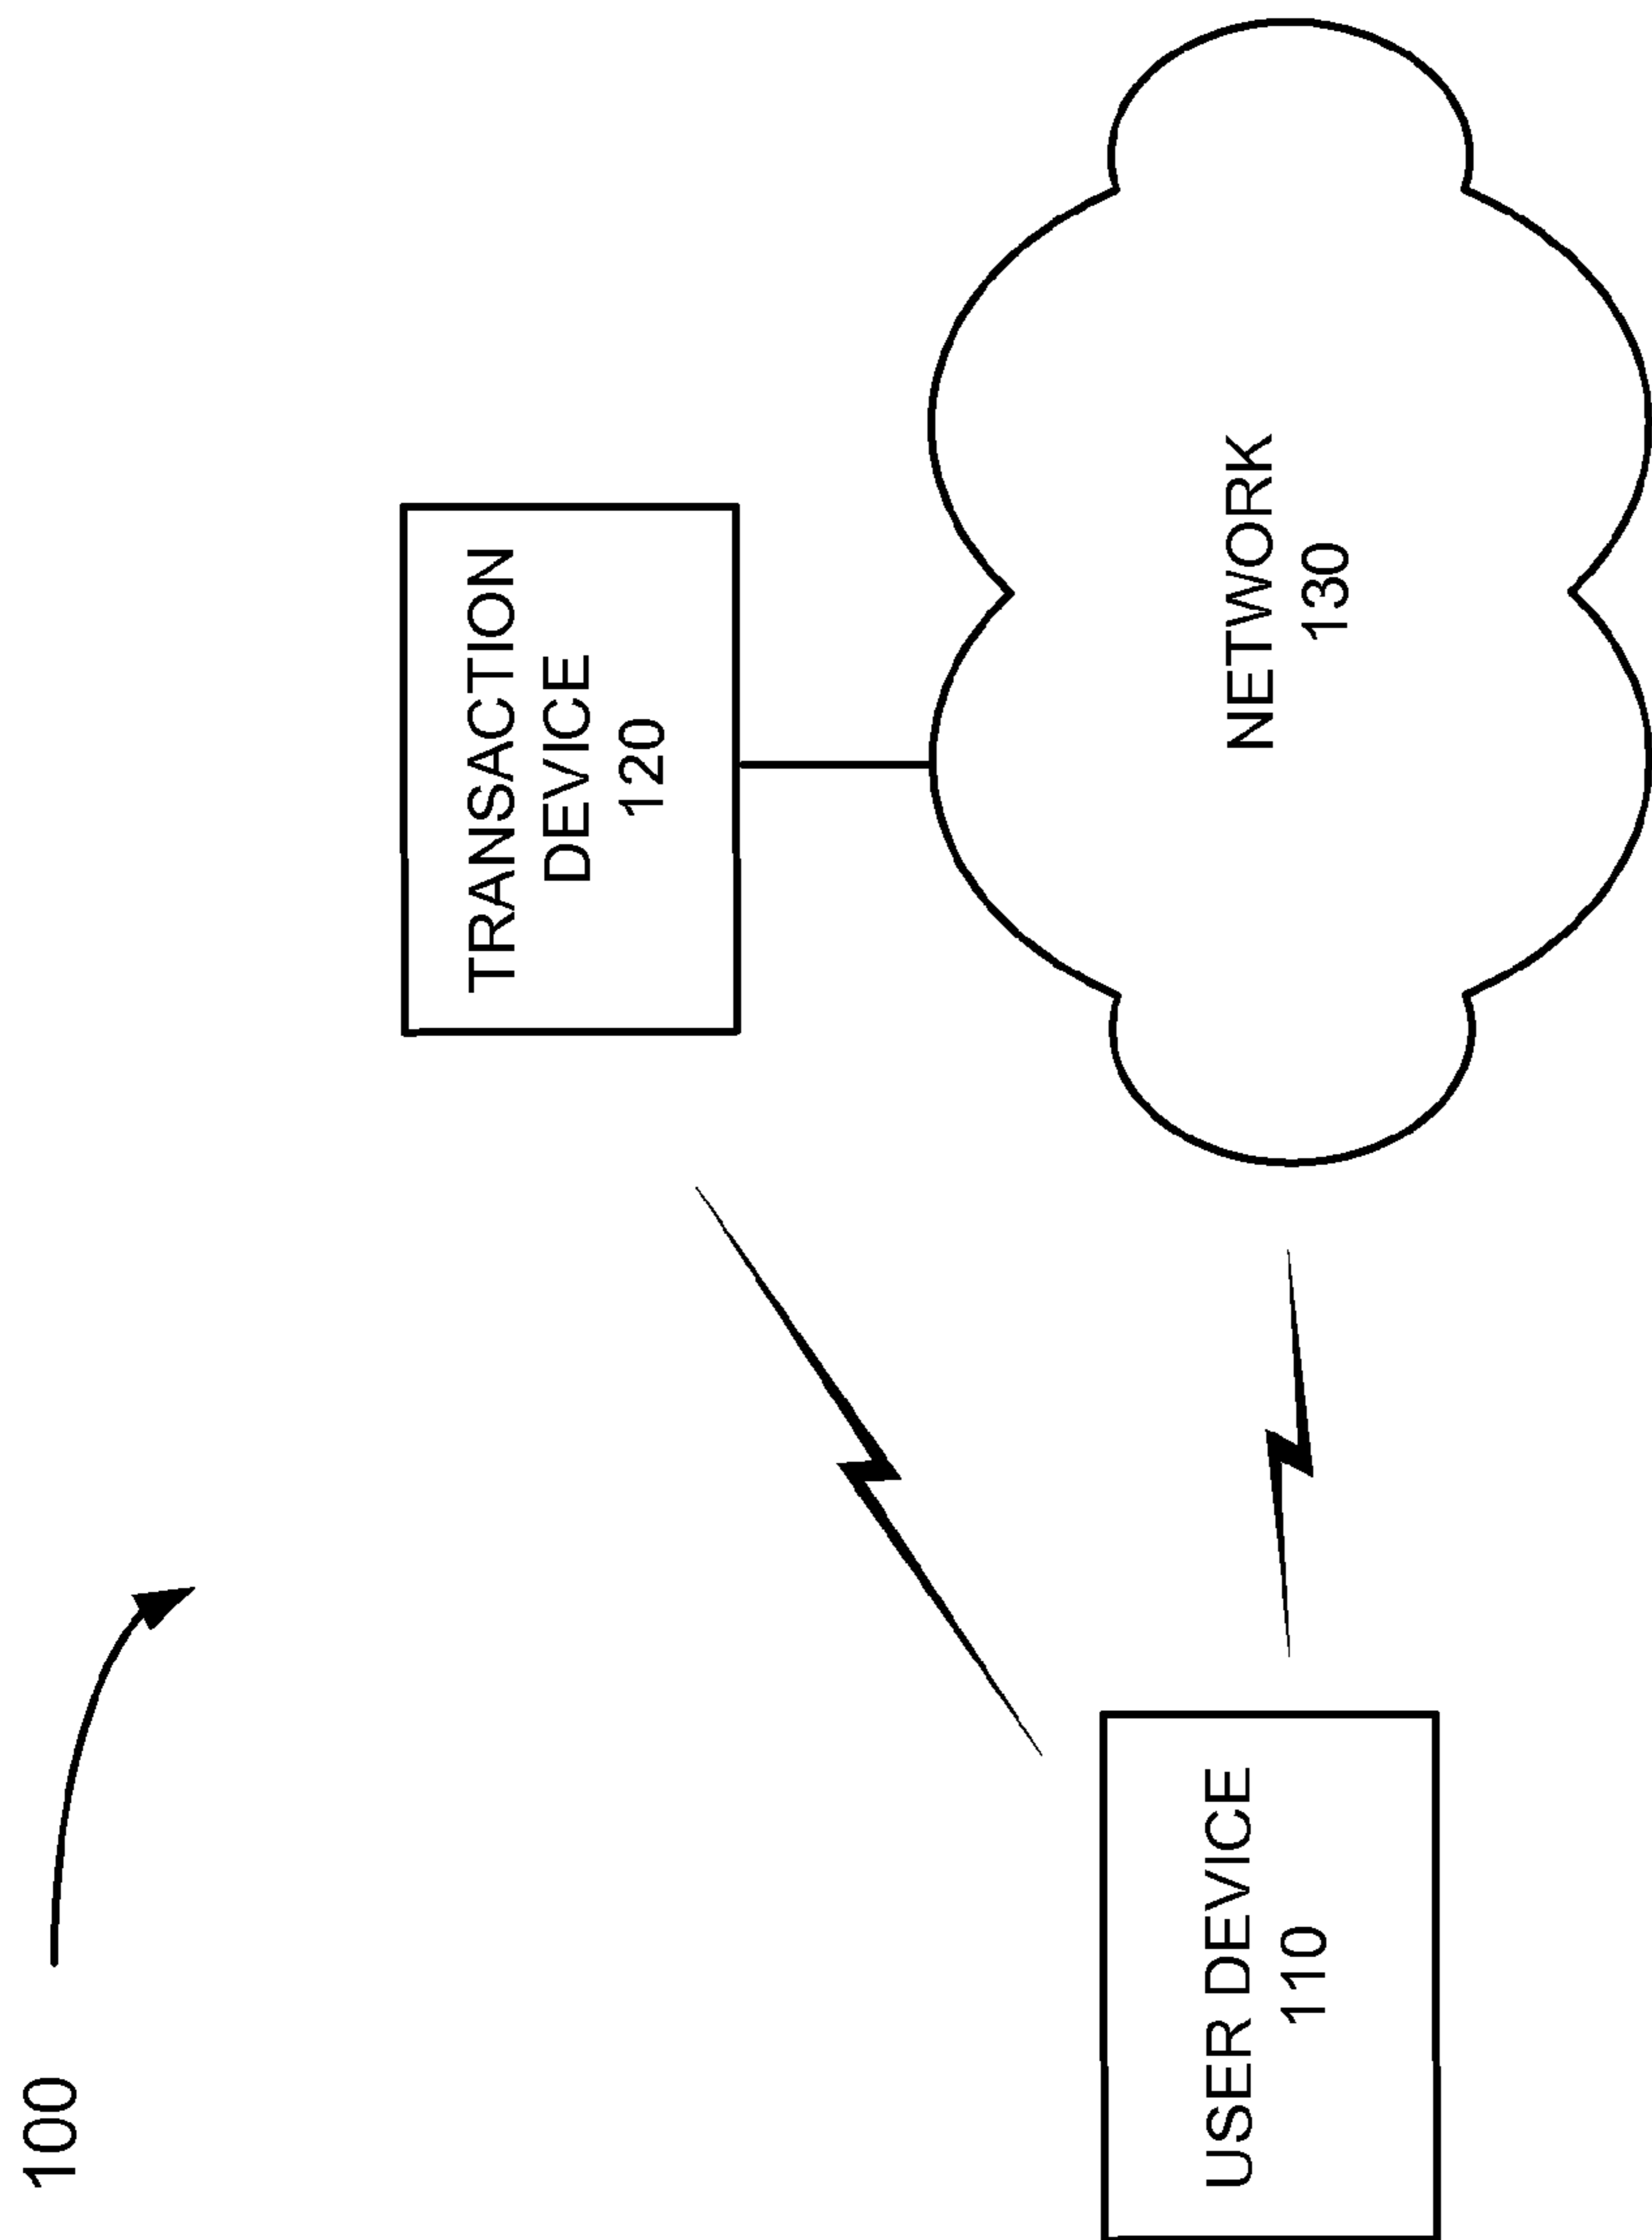 100
TRANSACTION
DEVICE
120
USER DEVICE
110
NETWORK
130